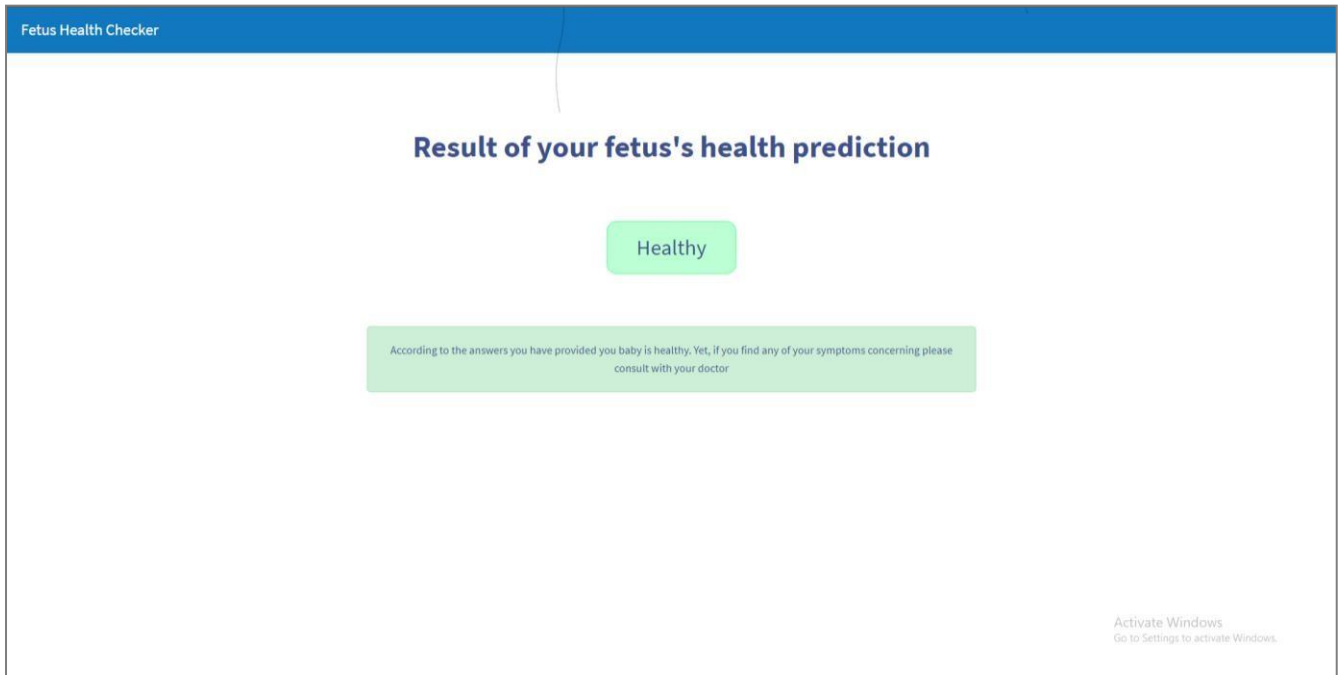 Fetus Health Checker
Result of your fetus's health prediction
Healthy
According to the answers you have provided you baby is healthy. Yet, if you find any of your symptoms concerning please
consult with your doctor
Activate Windows
Go to Settings to activate Windows.